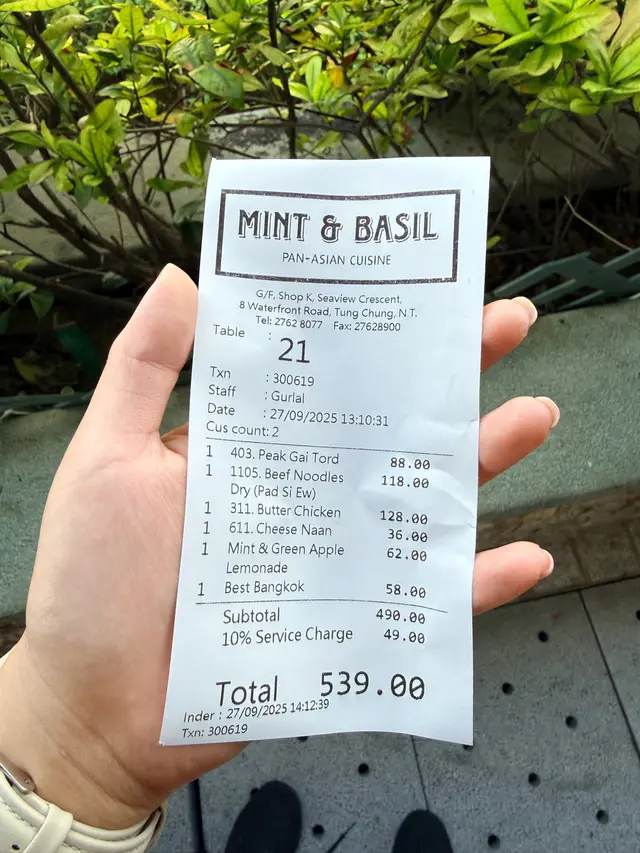 MINT & BASIL
PAN-ASIAN CUISINE
G/F, Shop K, Seaview Crescent,
8 Waterfront Road, Tung Chung, N.T.
Tel: 2762 8077 Fax: 27628900
Table :
21
Txn : 300619
Staff : Gurlal
Date : 27/09/2025 13:10:31
Cus count: 2
1 403. Peak Gai Tord 88.00
1 1105. Beef Noodles 118.00
Dry (Pad Si Ew)
1 311. Butter Chicken 128.00
1 611. Cheese Naan 36.00
1 Mint & Green Apple 62.00
Lemonade
1 Best Bangkok 58.00
Subtotal 490.00
10% Service Charge 49.00
Total 539.00
Inder : 27/09/2025 14:12:39
Txn: 300619